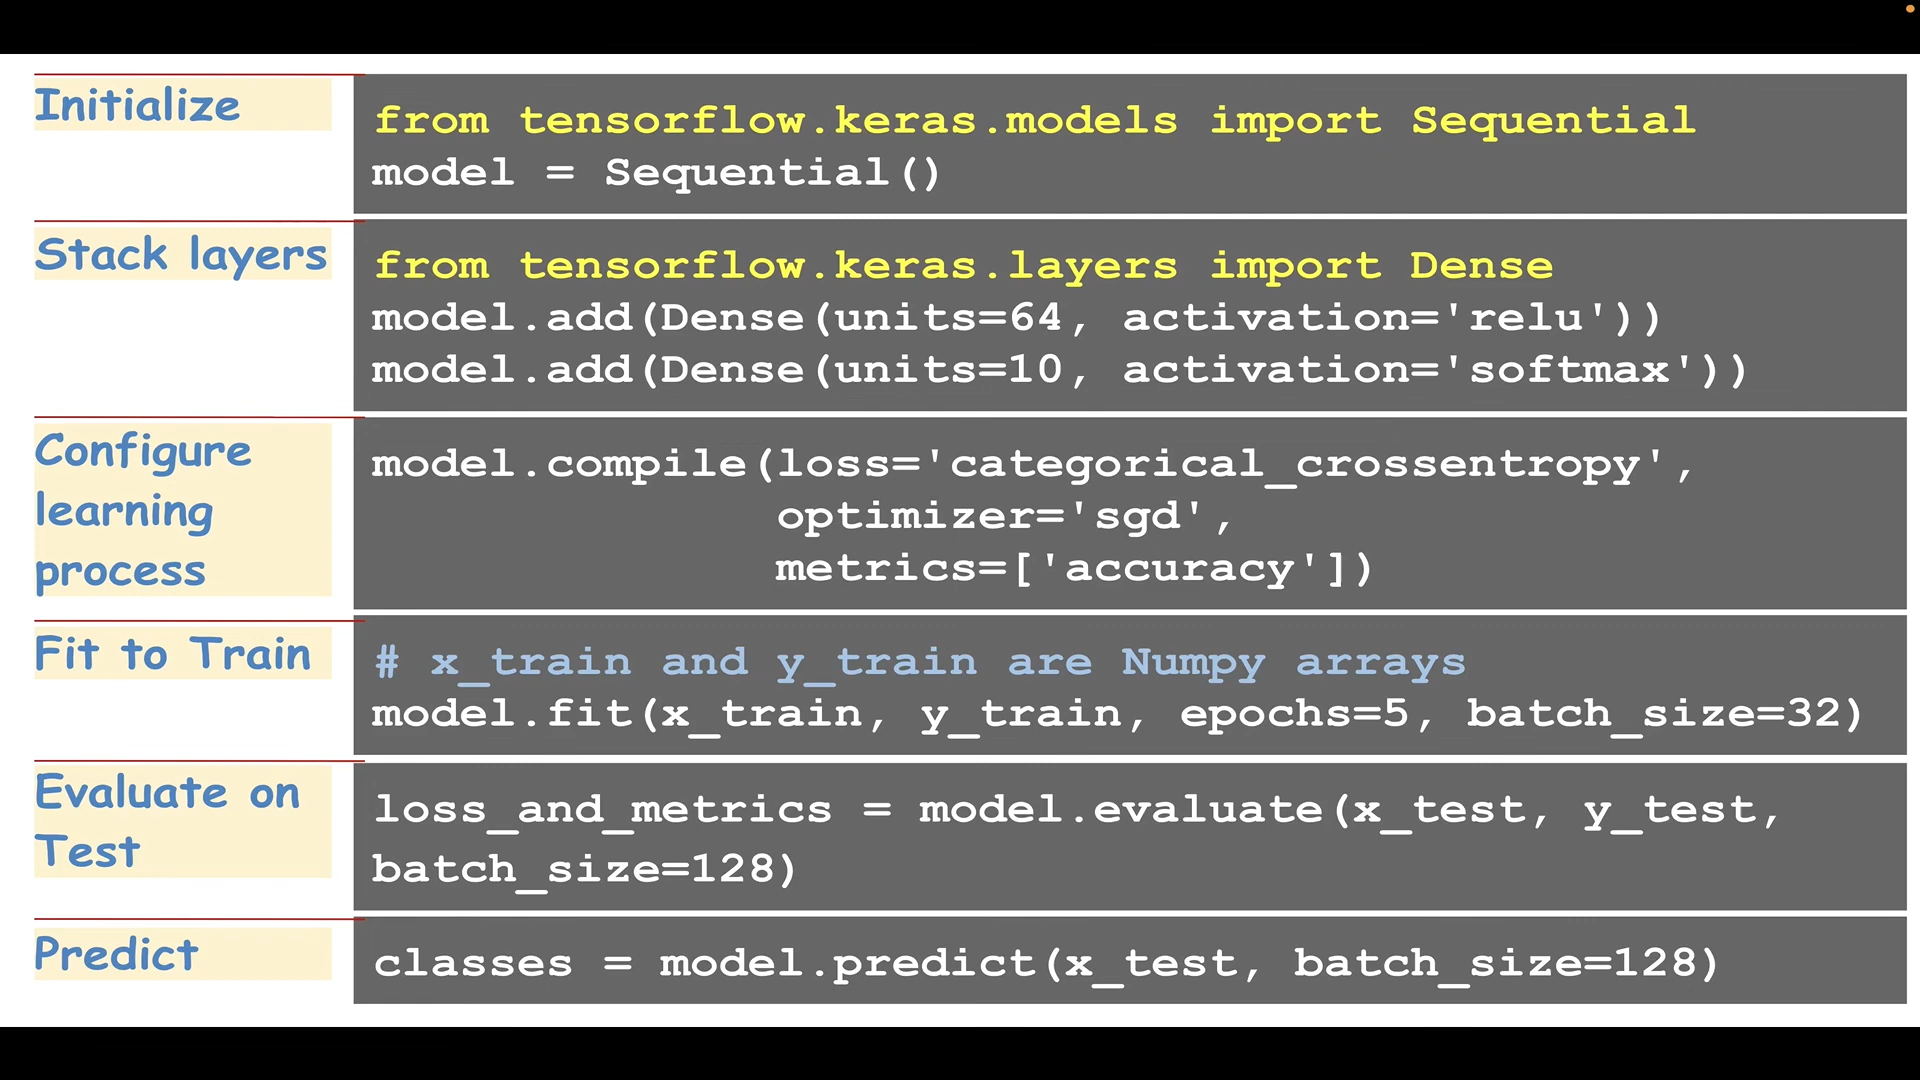 Initialize
from tensorflow.keras.models import Sequential
model = Sequential()
Stack layers
from tensorflow.keras.layers import Dense
model.add(Dense(units=64, activation='relu'))
model.add(Dense(units=10, activation='softmax'))
Configure
learning
process
model.compile(loss='categorical_crossentropy',
optimizer='sgd',
metrics=['accuracy'])
Fit to Train
# x_train and y_train are Numpy arrays
model.fit(x_train, y_train, epochs=5, batch_size=32)
Evaluate on
Test
loss_and_metrics = model.evaluate(x_test, y_test,
batch_size=128)
Predict
classes = model.predict(x_test, batch_size=128)